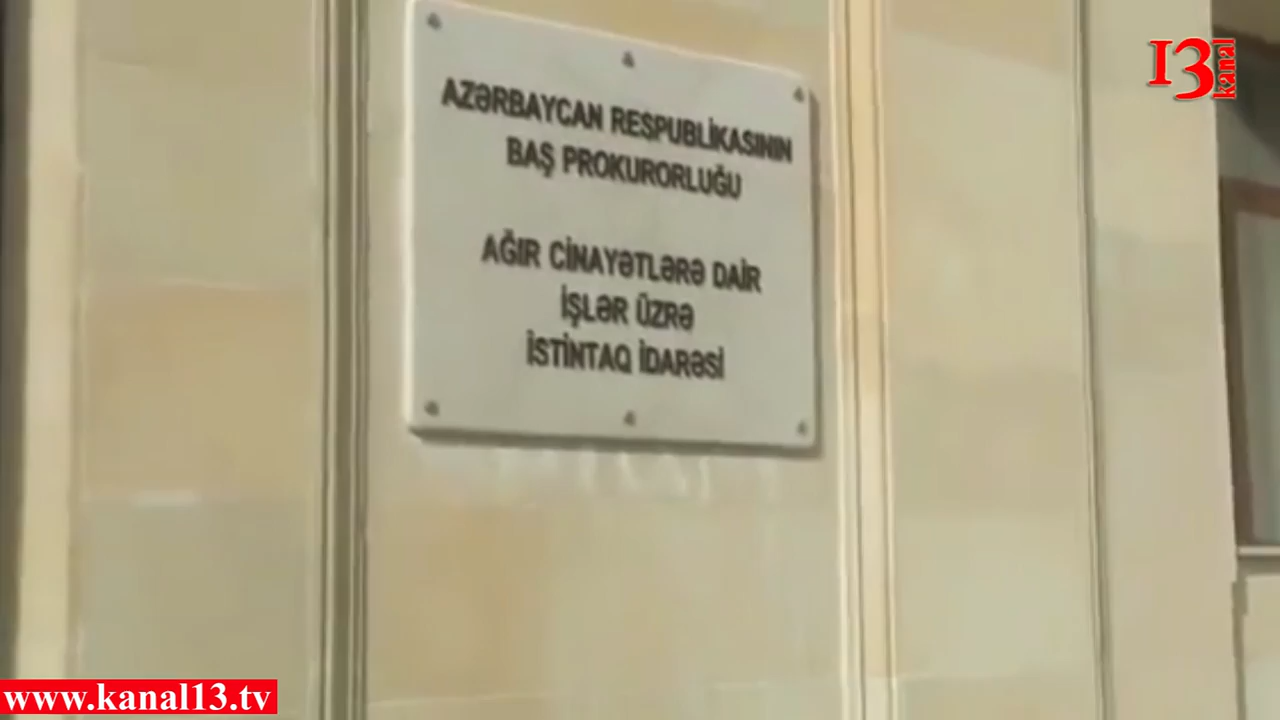 AZƏRBAYCAN RESPUBLİKASININ
BAŞ PROKURORLUĞU
AĞIR CİNAYƏTLƏRƏ DAİR
İŞLƏR ÜZRƏ
İSTİNTAQ İDARƏSİ
13 kanal
www.kanal13.tv